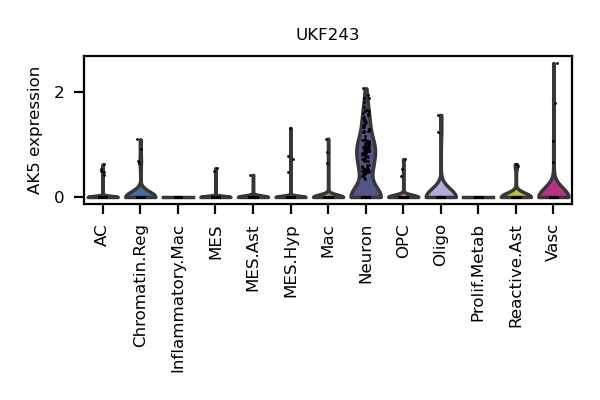 UKF243
AK5 expression
2
0
AC
Chromatin.Reg
Inflammatory.Mac
MES
MES.Ast
MES.Hyp
Mac
Neuron
OPC
Oligo
Prolif.Metab
Reactive.Ast
Vasc